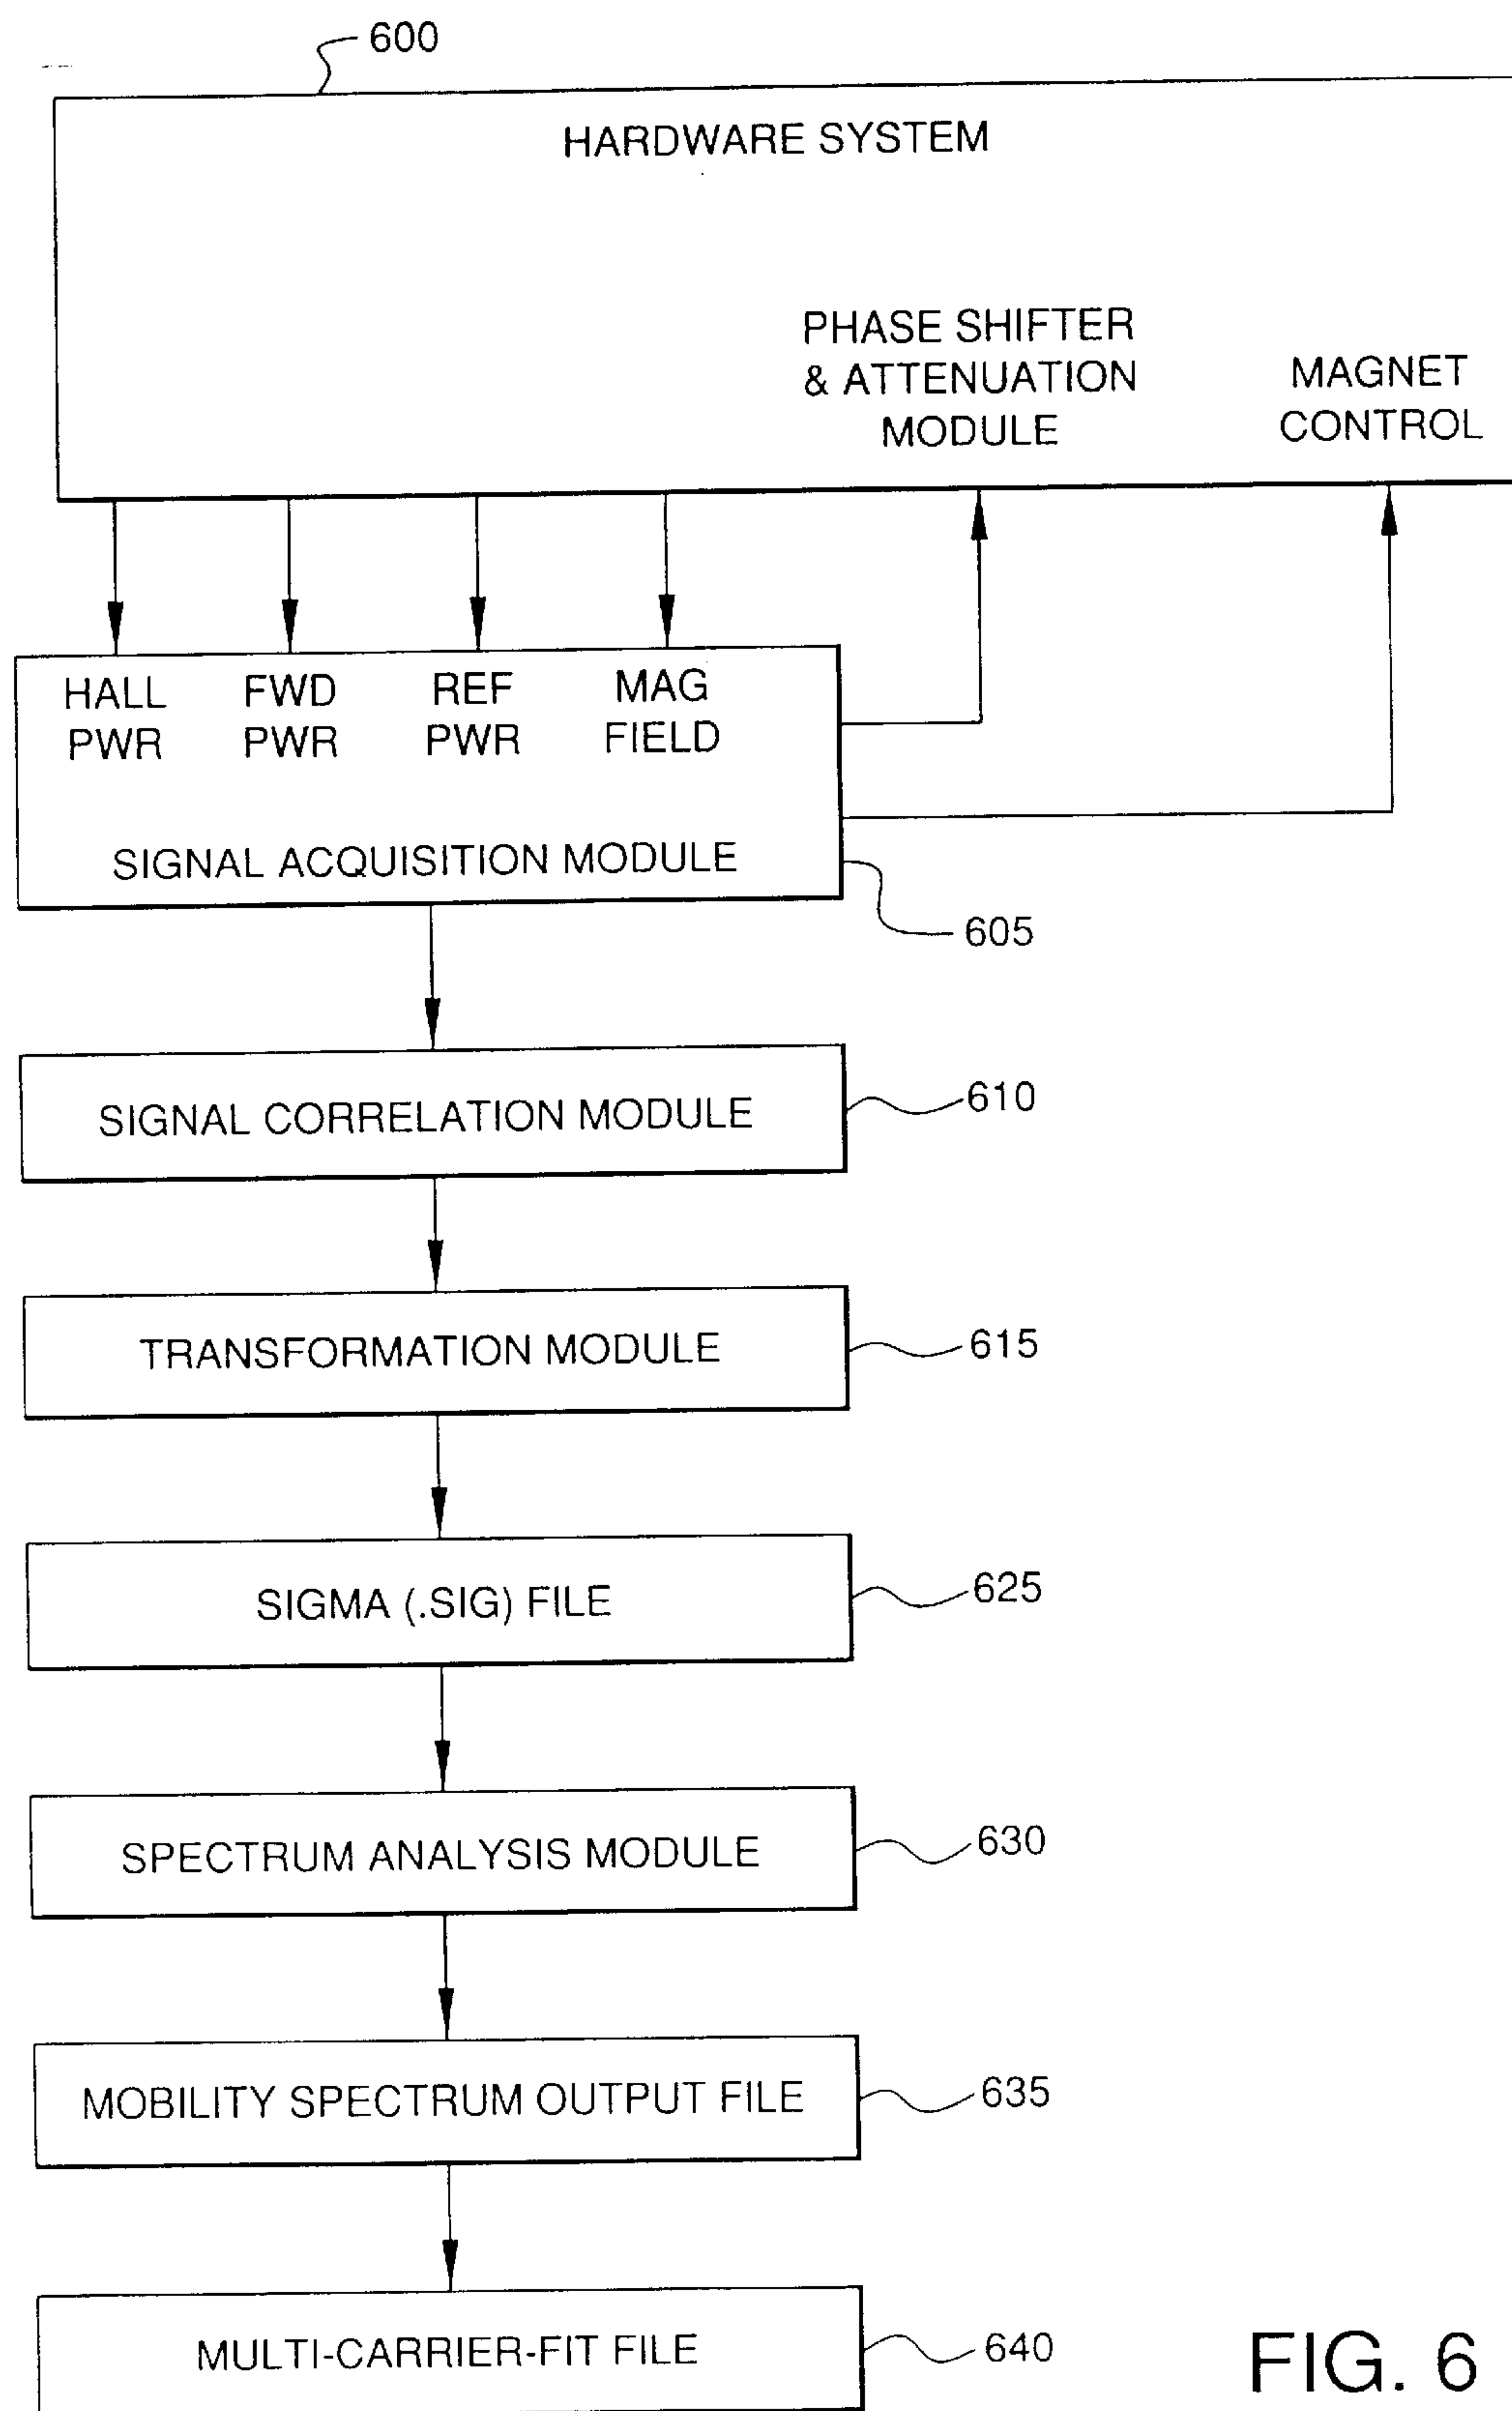 600
HARDWARE SYSTEM
PHASE SHIFTER
& ATTENUATION
MODULE
MAGNET
CONTROL
HALL
PWR
FWD
PWR
REF
PWR
MAG
FIELD
SIGNAL ACQUISITION MODULE
605
SIGNAL CORRELATION MODULE
610
TRANSFORMATION MODULE
615
SIGMA (.SIG) FILE
625
SPECTRUM ANALYSIS MODULE
630
MOBILITY SPECTRUM OUTPUT FILE
635
MULTI-CARRIER-FIT FILE
640
FIG. 6